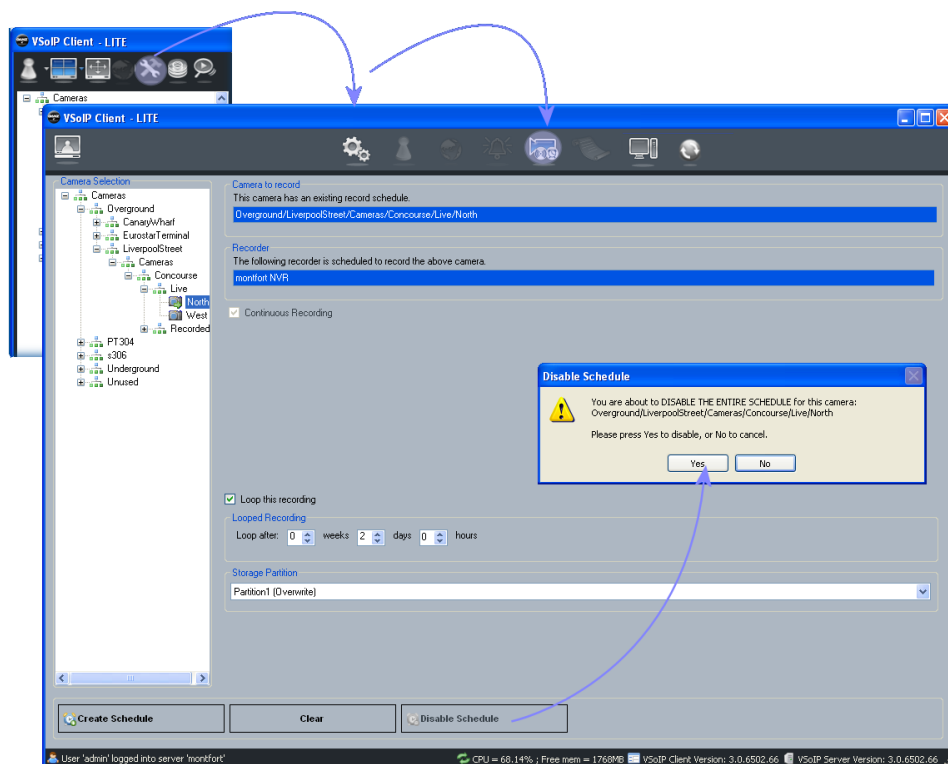 VSoIP Client - LITE
Cameras
VSoIP Client - LITE
Camera Selection
Cameras
Overground
CanaryWharf
EurostarTerminal
LiverpoolStreet
Cameras
Concourse
Live
North
West
Recorded
PT304
s306
Underground
Unused
Camera to record
This camera has an existing record schedule.
Overground/LiverpoolStreet/Cameras/Concourse/Live/North
Recorder
The following recorder is scheduled to record the above camera.
montfort NVR
Continuous Recording
Disable Schedule
You are about to DISABLE THE ENTIRE SCHEDULE for this camera:
Overground/LiverpoolStreet/Cameras/Concourse/Live/North
Please press Yes to disable, or No to cancel.
Yes No
Loop this recording
Looped Recording
Loop after: 0 weeks 2 days 0 hours
Storage Partition
Partition1 (Overwrite)
Create Schedule Clear Disable Schedule
User 'admin' logged into server 'montfort' CPU = 68.14% ; Free mem = 1768MB VSoIP Client Version: 3.0.6502.66 VSoIP Server Version: 3.0.6502.66